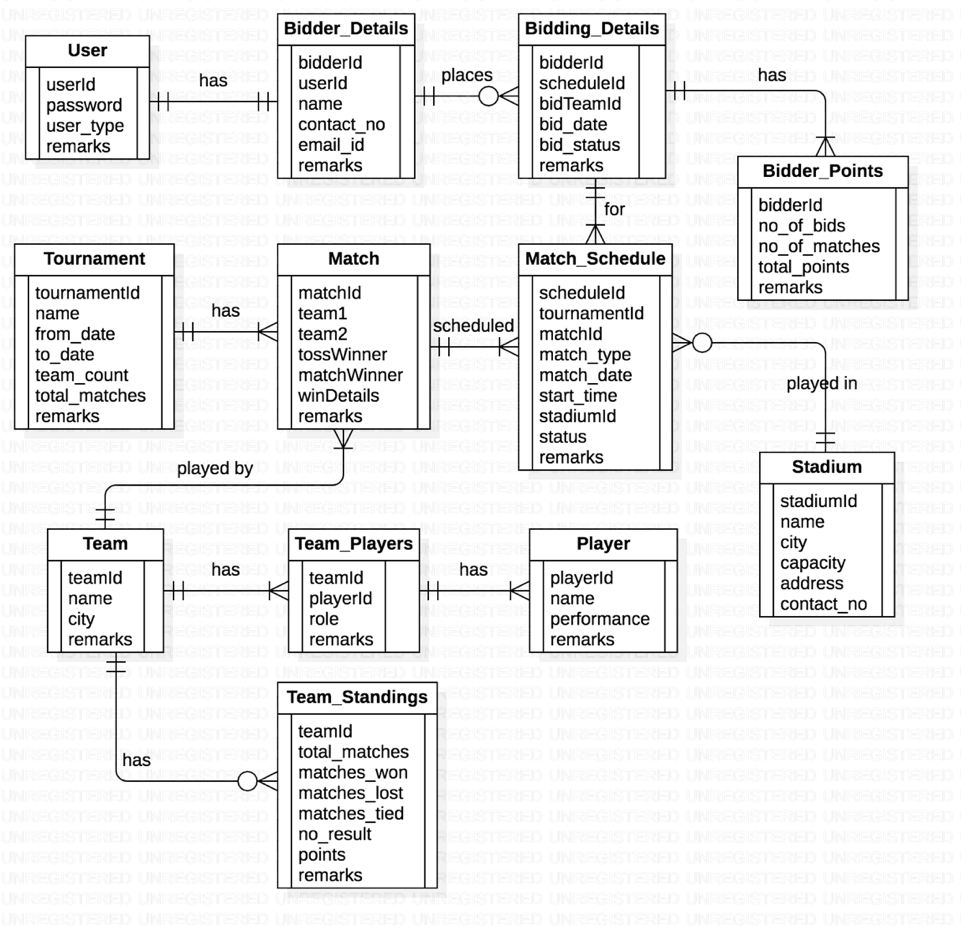 User
userId
password
user_type
remarks
has
Bidder_Details
bidderId
userId
name
contact_no
email_id
remarks
places
Bidding_Details
bidderId
scheduleId
bidTeamId
bid_date
bid_status
remarks
has
Bidder_Points
bidderId
no_of_bids
no_of_matches
total_points
remarks
for
Tournament
tournamentId
name
from_date
to_date
team_count
total_matches
remarks
has
Match
matchId
team1
team2
tossWinner
matchWinner
winDetails
remarks
scheduled
Match_Schedule
scheduleId
tournamentId
matchId
match_type
match_date
start_time
stadiumId
status
remarks
played in
Stadium
stadiumId
name
city
capacity
address
contact_no
played by
Team
teamId
name
city
remarks
has
Team_Players
teamId
playerId
role
remarks
has
Player
playerId
name
performance
remarks
has
Team_Standings
teamId
total_matches
matches_won
matches_lost
matches_tied
no_result
points
remarks
UNREGISTERED